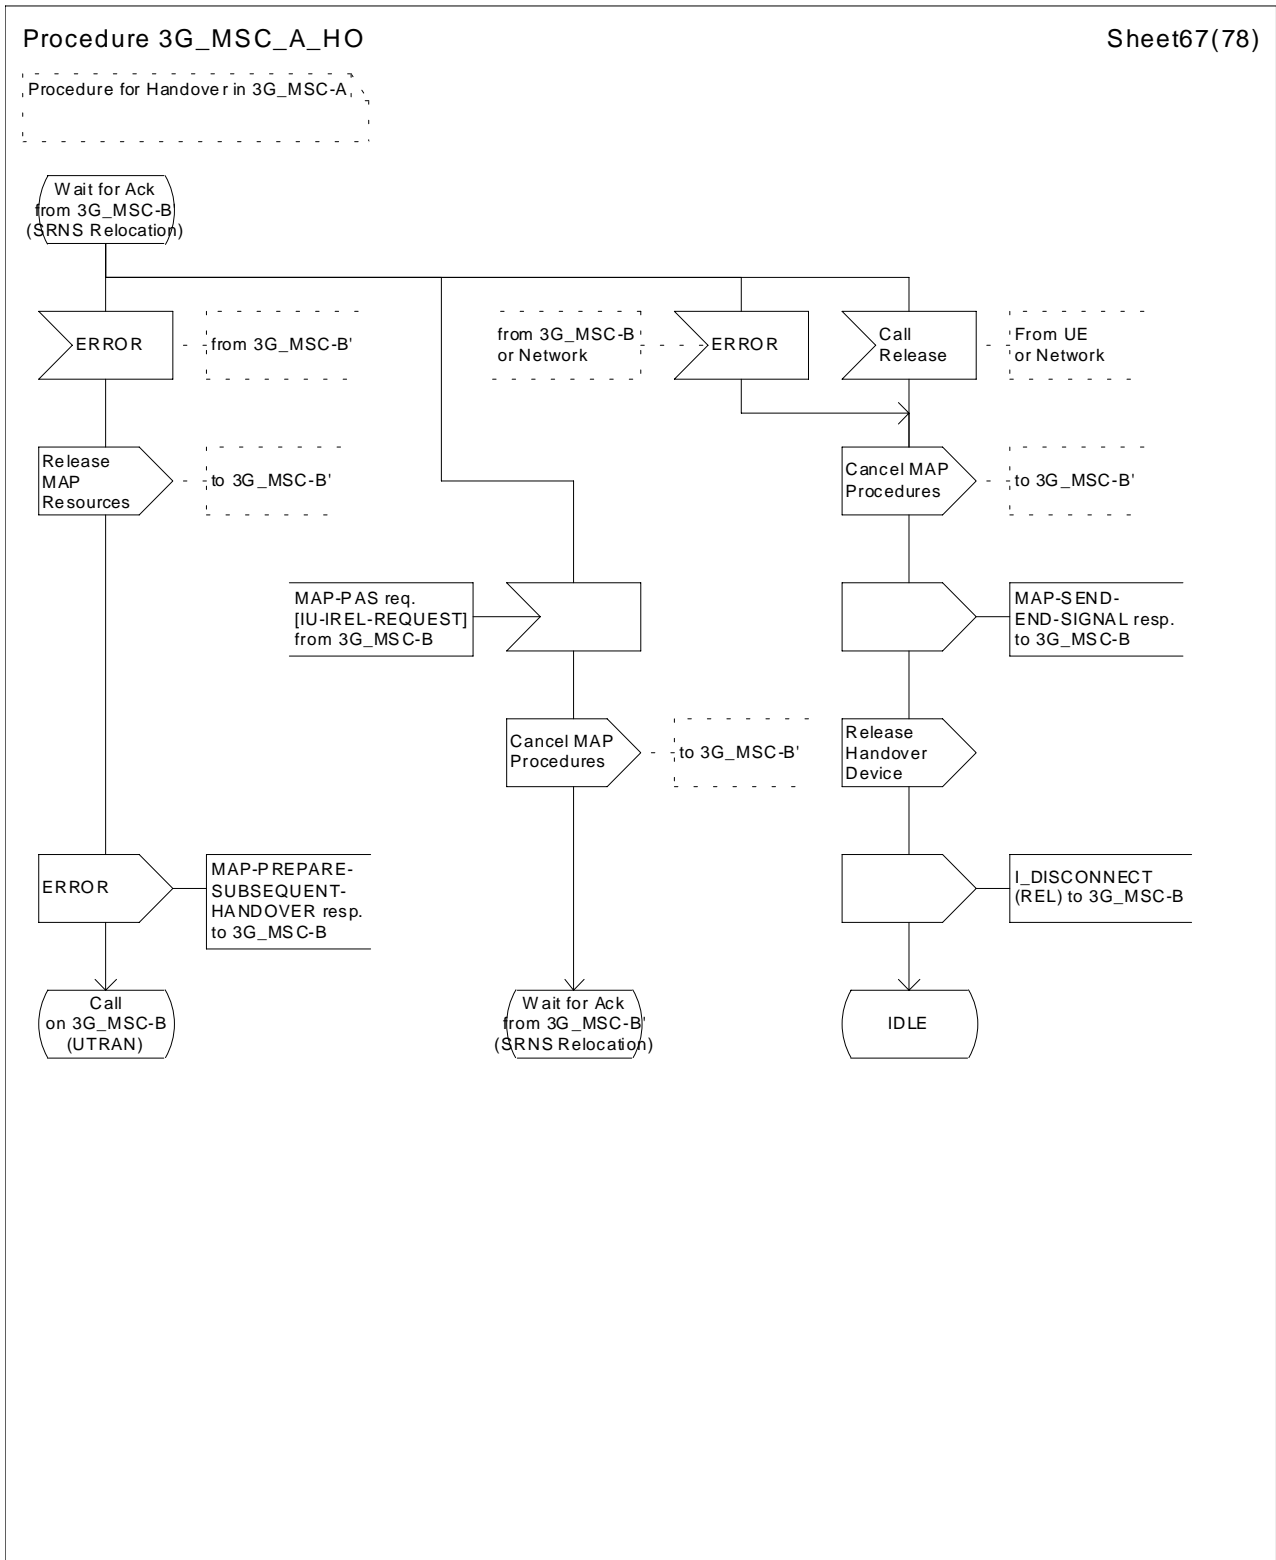 Procedure 3G_MSC_A_HO
Sheet67(78)
Procedure for Handover in 3G_MSC-A
Wait for Ack
from 3G_MSC-B'
(SRNS Relocation)
ERROR
from 3G_MSC-B'
from 3G_MSC-B
or Network
ERROR
Call
Release
From UE
or Network
Release
MAP
Resources
to 3G_MSC-B'
Cancel MAP
Procedures
to 3G_MSC-B'
MAP-PAS req.
[IU-IREL-REQUEST]
from 3G_MSC-B
MAP-SEND-
END-SIGNAL resp.
to 3G_MSC-B
Cancel MAP
Procedures
to 3G_MSC-B'
Release
Handover
Device
ERROR
MAP-PREPARE-
SUBSEQUENT-
HANDOVER resp.
to 3G_MSC-B
I_DISCONNECT
(REL) to 3G_MSC-B
Call
on 3G_MSC-B
(UTRAN)
Wait for Ack
from 3G_MSC-B'
(SRNS Relocation)
IDLE